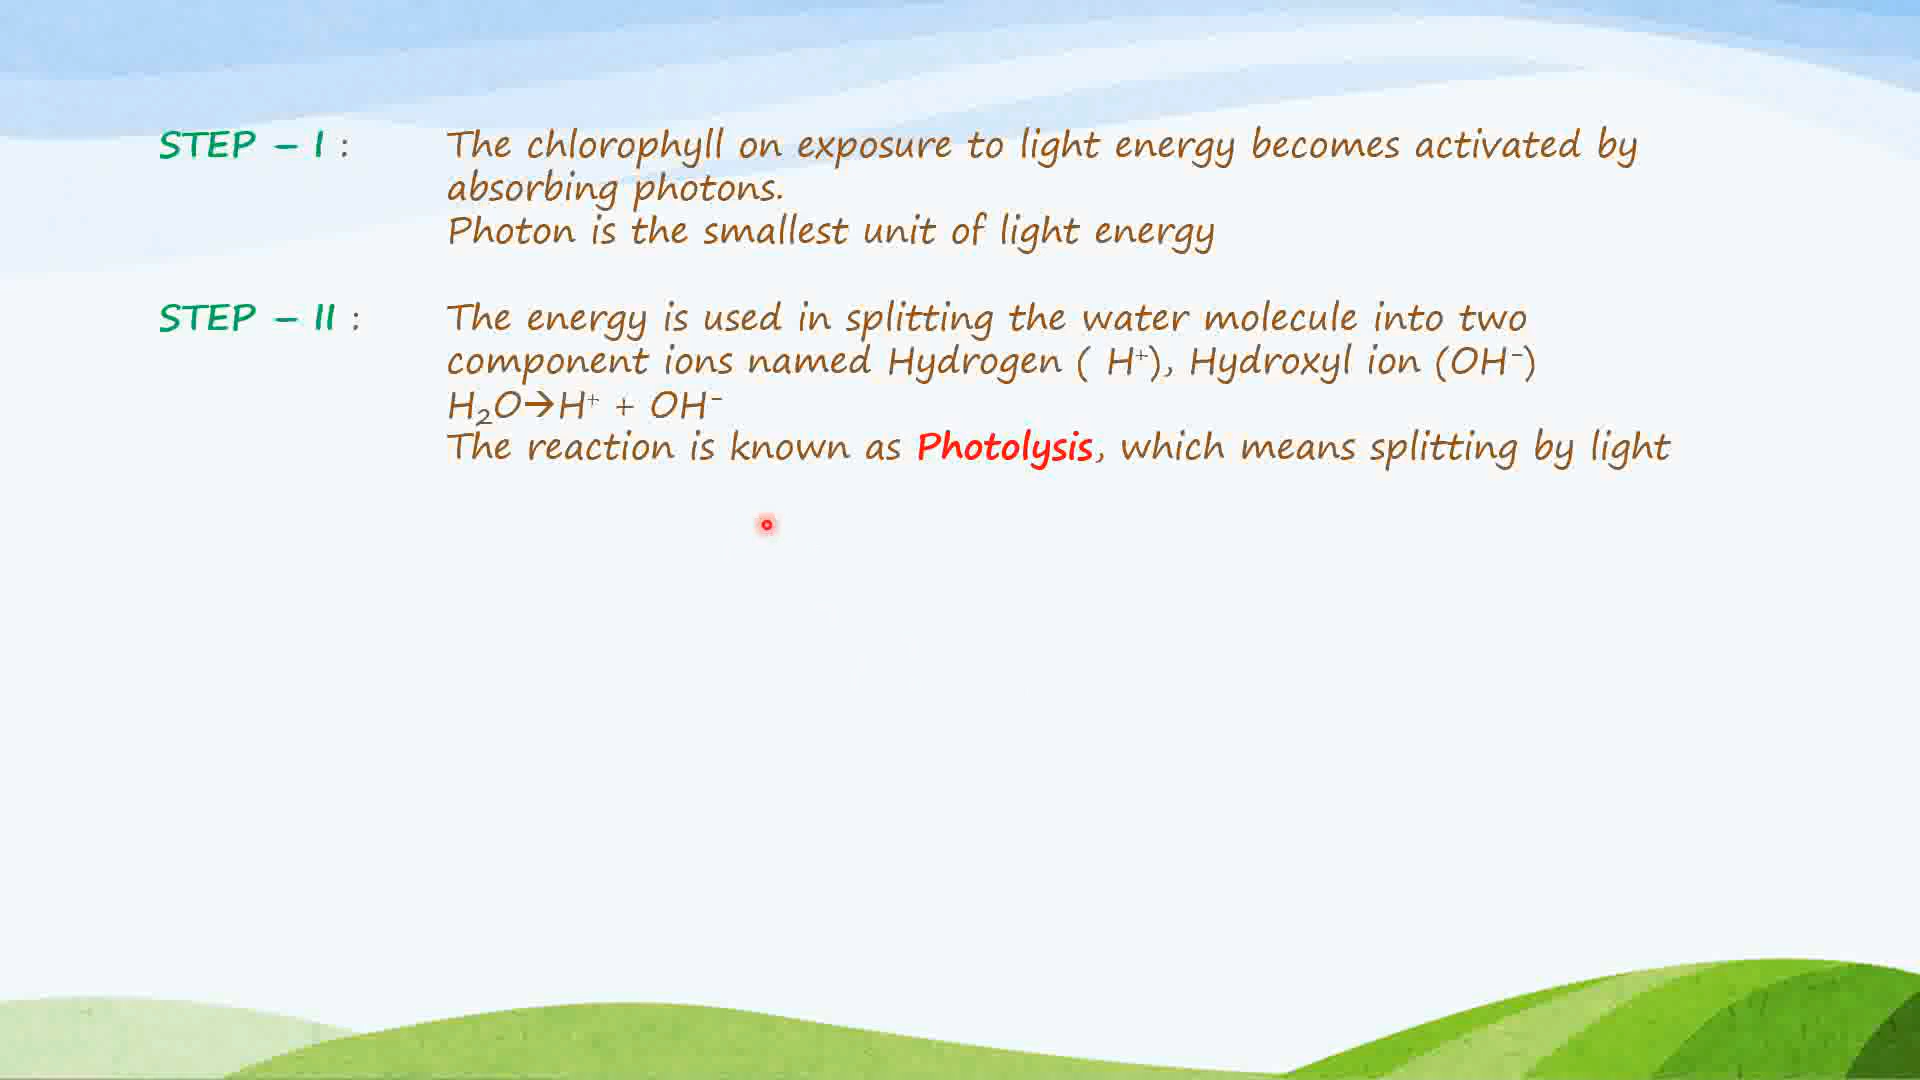 STEP – I : The chlorophyll on exposure to light energy becomes activated by
absorbing photons.
Photon is the smallest unit of light energy
STEP – II : The energy is used in splitting the water molecule into two
component ions named Hydrogen ( H⁺), Hydroxyl ion (OH⁻)
H₂O→H⁺ + OH⁻
The reaction is known as Photolysis, which means splitting by light